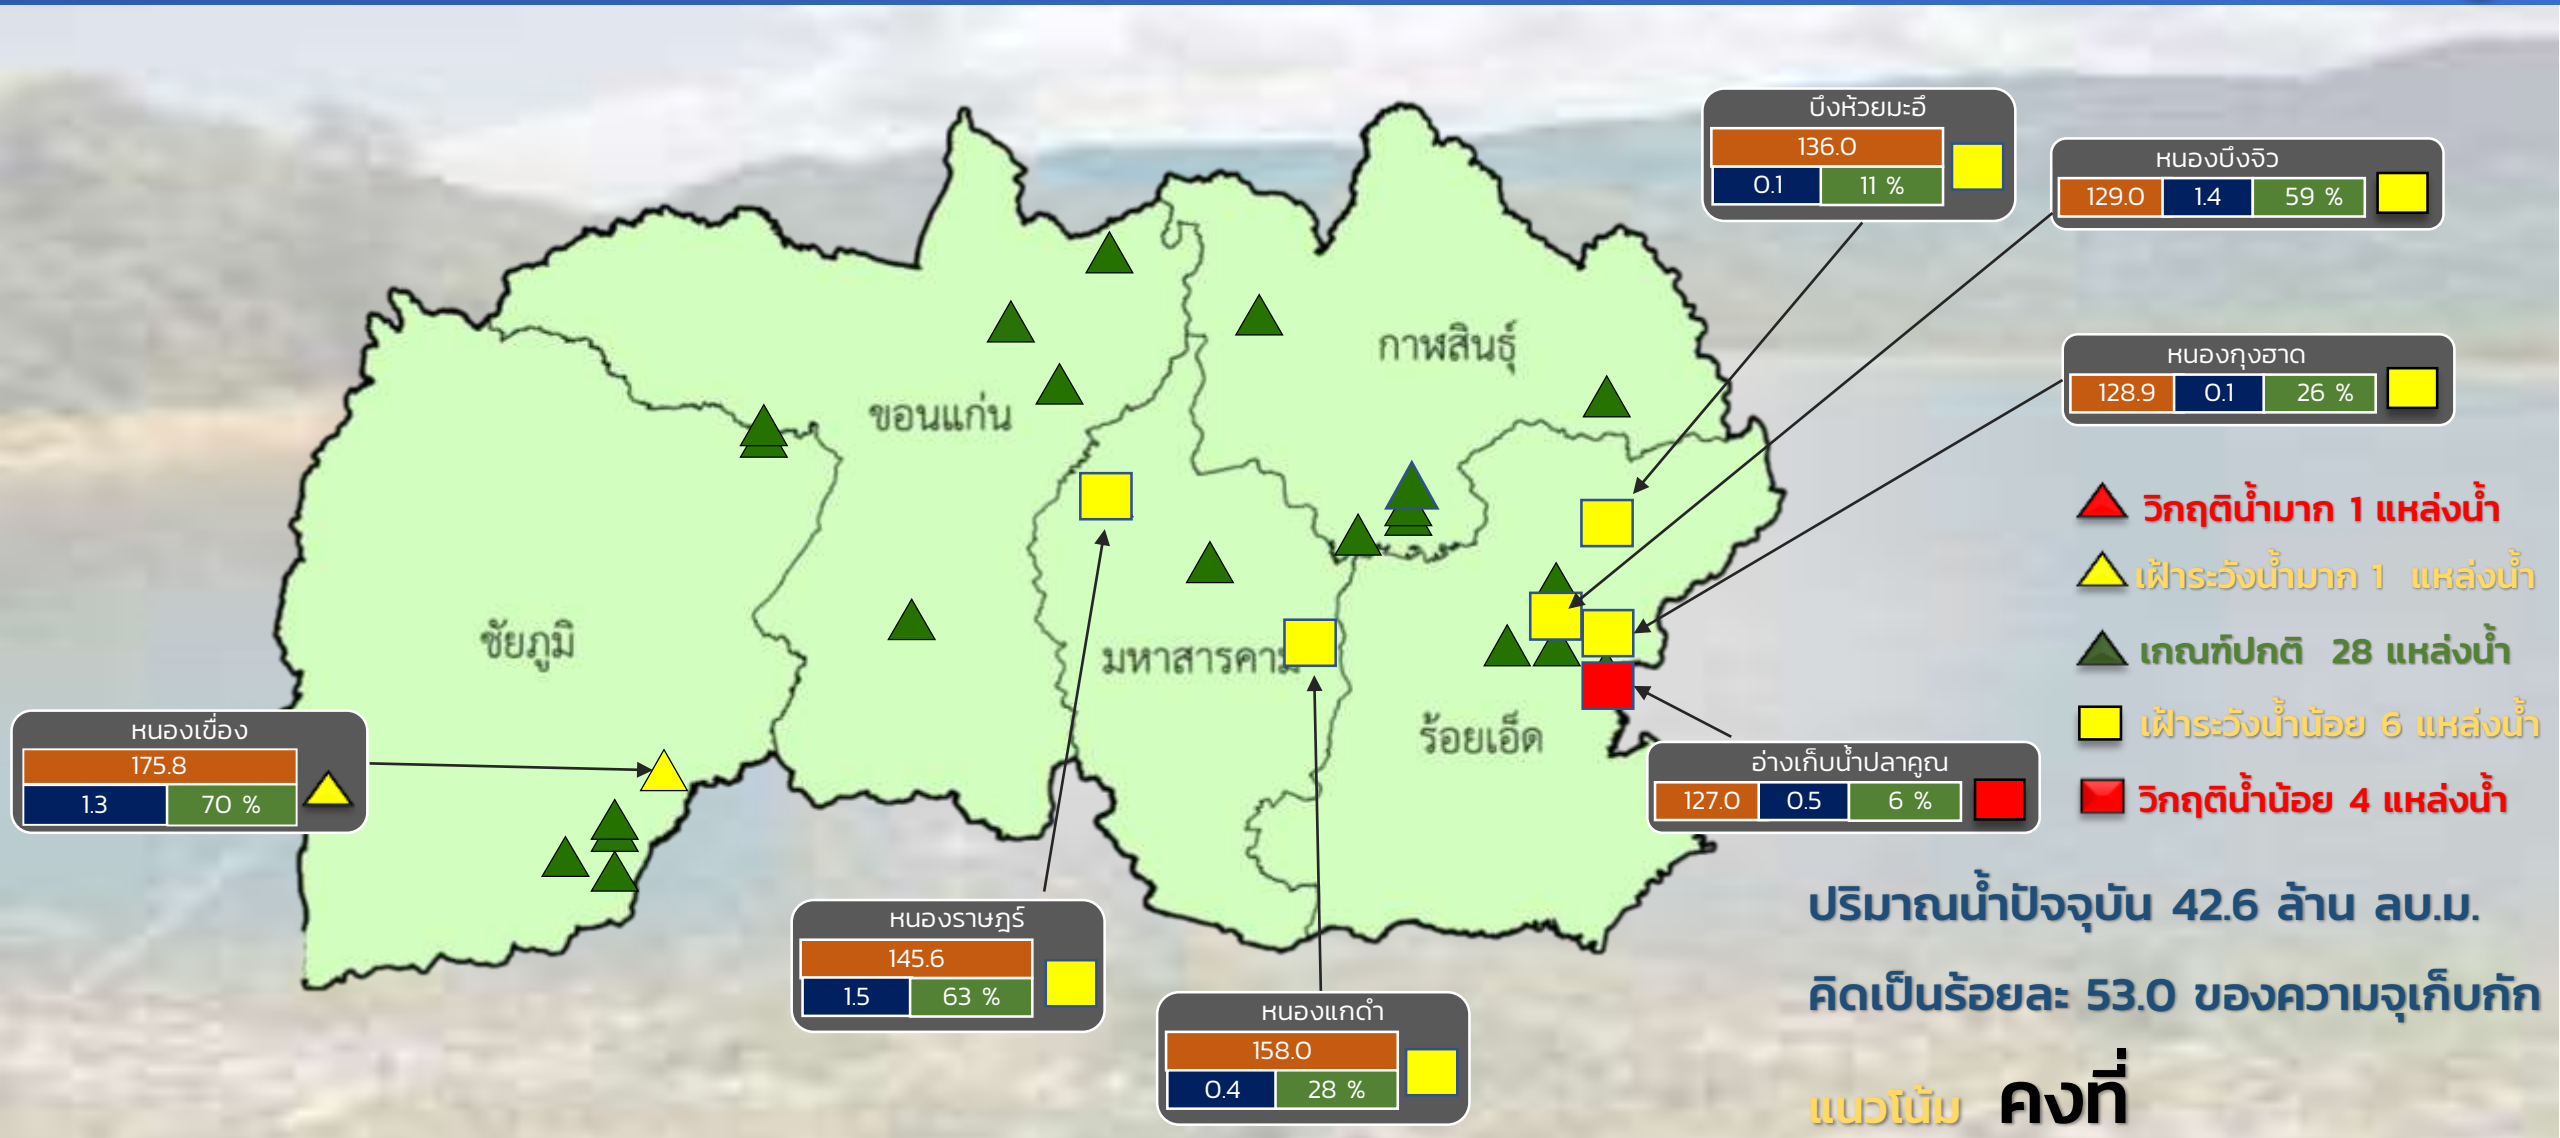 บึงห้วยมะอึ
136.0
0.1 11 %
หนองบึงจิว
129.0 1.4 59 %
หนองกุงฮาด
128.9 0.1 26 %
กาฬสินธุ์
ขอนแก่น
ชัยภูมิ
มหาสารคาม
ร้อยเอ็ด
วิกฤติน้ำมาก 1 แหล่งน้ำ
เฝ้าระวังน้ำมาก 1 แหล่งน้ำ
เกณฑ์ปกติ 28 แหล่งน้ำ
เฝ้าระวังน้ำน้อย 6 แหล่งน้ำ
วิกฤติน้ำน้อย 4 แหล่งน้ำ
หนองเขื่อง
175.8
1.3 70 %
อ่างเก็บน้ำปลาคูณ
127.0 0.5 6 %
หนองราษฎร์
145.6
1.5 63 %
หนองแกดำ
158.0
0.4 28 %
ปริมาณน้ำปัจจุบัน 42.6 ล้าน ลบ.ม.
คิดเป็นร้อยละ 53.0 ของความจุเก็บกัก
แนวโน้ม คงที่